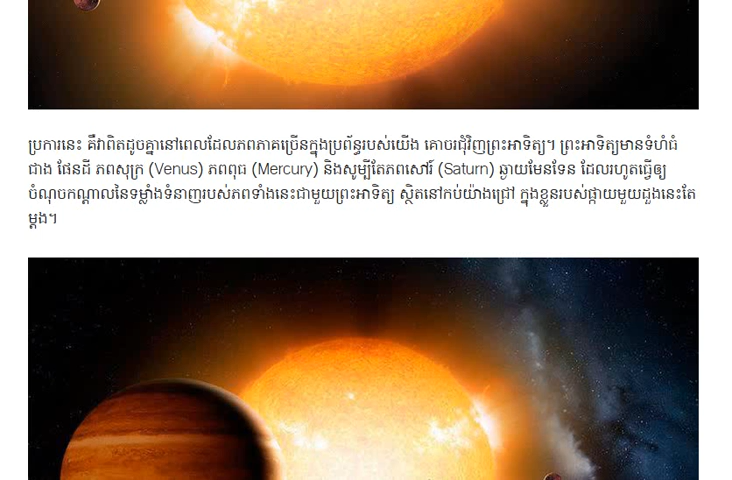 ប្រការនេះ គឺវាពិតដូចគ្នានៅពេលដែលភពភាគច្រើនក្នុងប្រព័ន្ធរបស់យើង គោចរជុំវិញព្រះអាទិត្យ។ ព្រះអាទិត្យមានទំហំធំ
ជាង ផែនដី ភពសុក្រ (Venus) ភពពុធ (Mercury) និងសូម្បីតែភពសៅរ៍ (Saturn) ឆ្ងាយមែនទែន ដែលរហូតធ្វើឲ្យ
ចំណុចកណ្តាលនៃទម្លាំងទំនាញរបស់ភពទាំងនេះជាមួយព្រះអាទិត្យ ស្ថិតនៅកប់យ៉ាងជ្រៅ ក្នុងខ្លួនរបស់ផ្កាយមួយដួងនេះតែ
ម្តង។